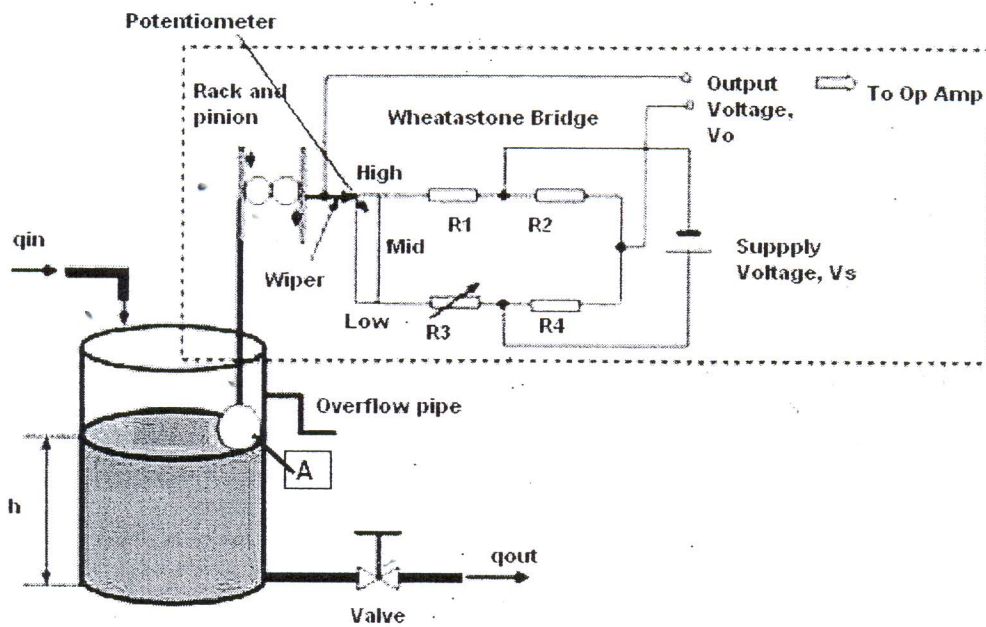 Potentiometer
Rack and
pinion
Wheatastone Bridge
Output
Voltage,
Vo
To Op Amp
High
R1
R2
Mid
Wiper
Suppply
Voltage, Vs
qin
Low
R3
R4
Overflow pipe
A
h
qout
Valve